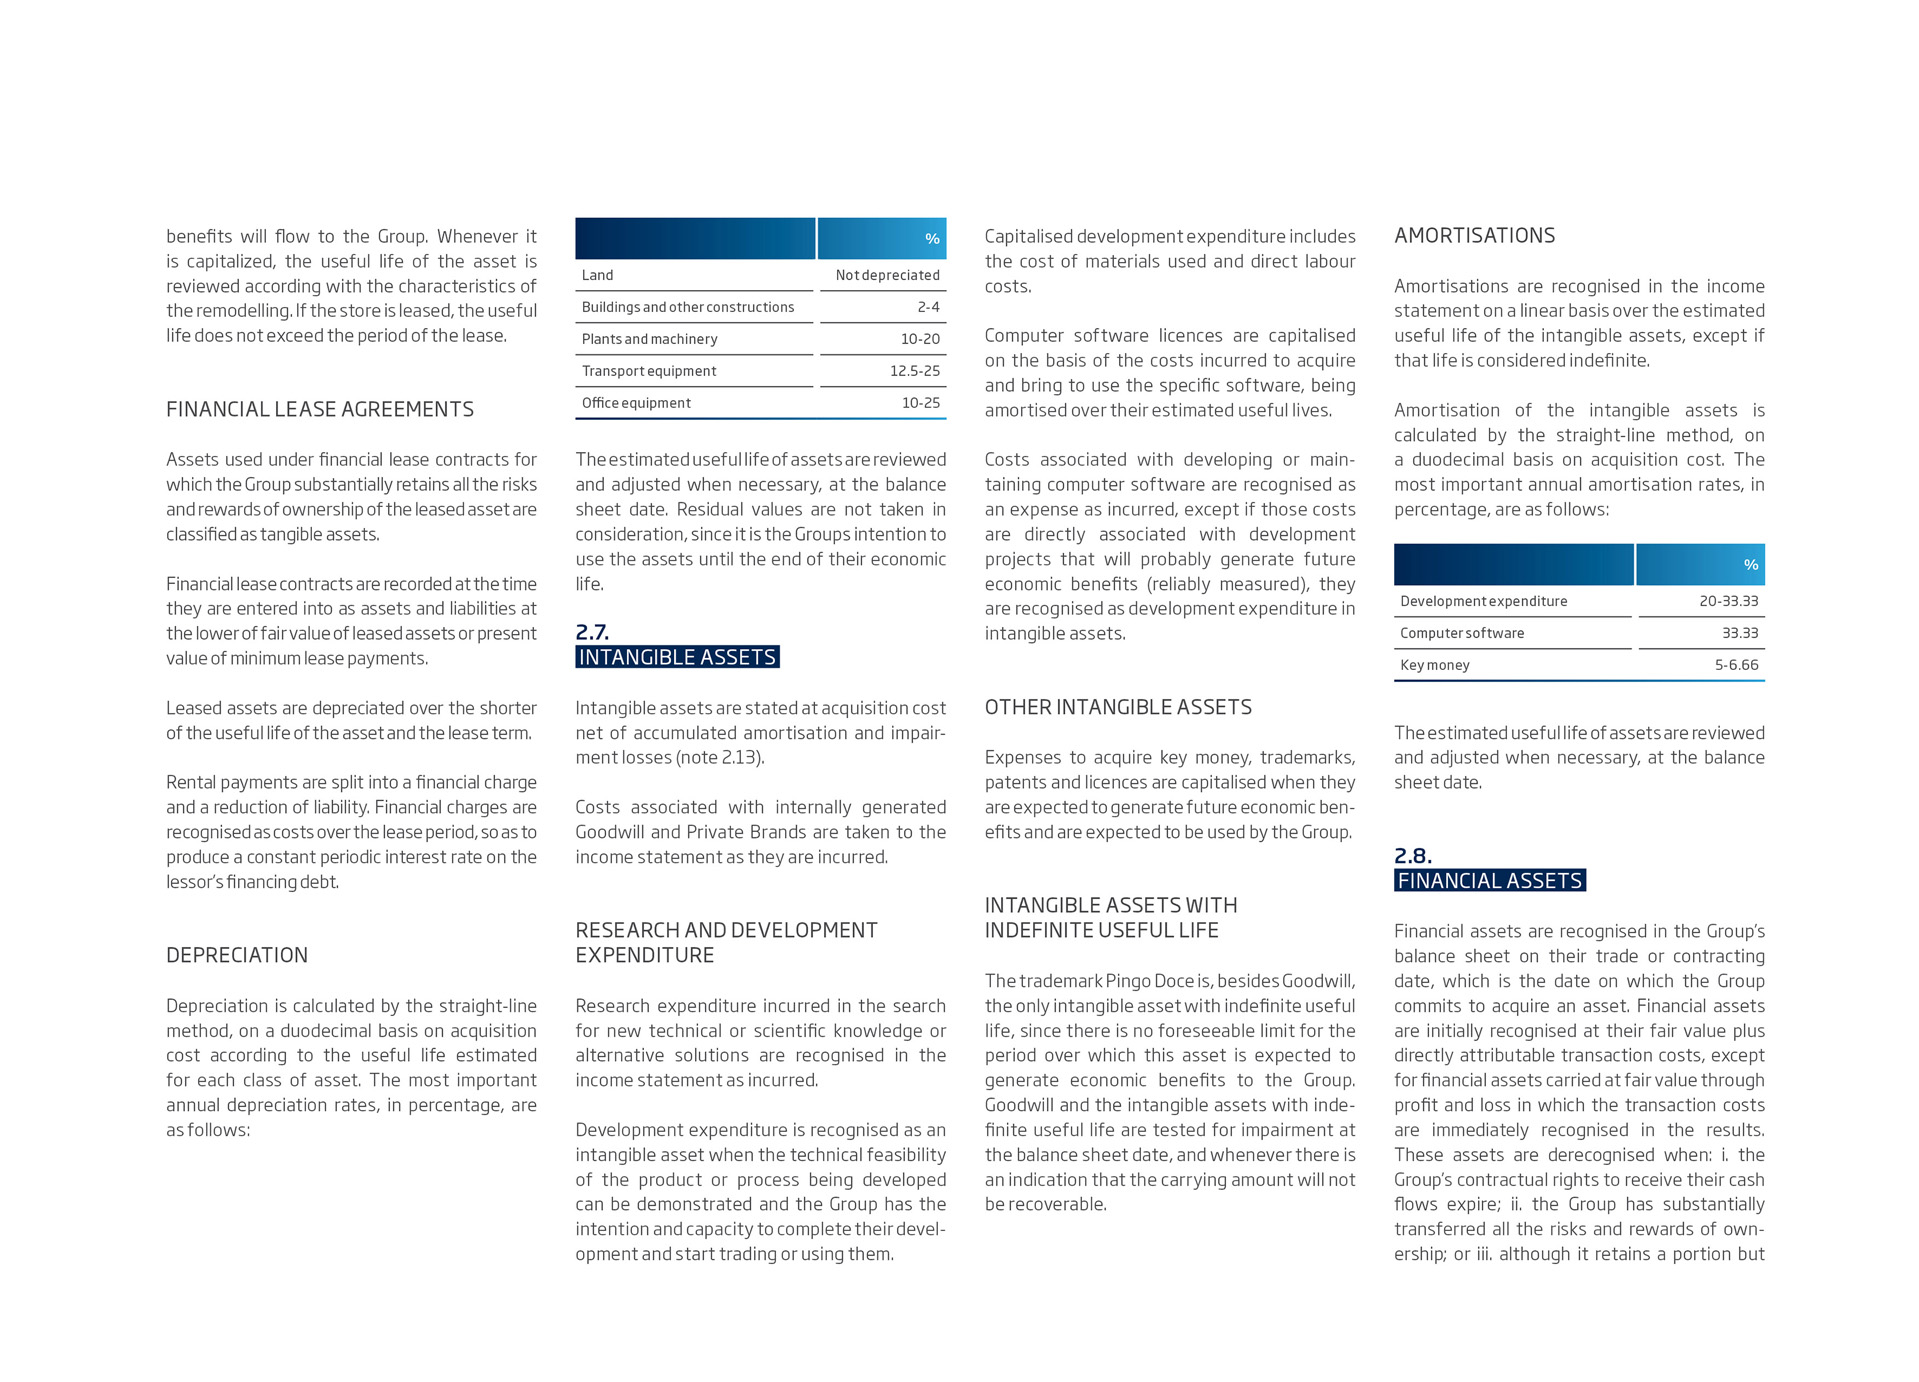 benefits will flow to the Group. Whenever it
is capitalized, the useful life of the asset is
reviewed according with the characteristics of
the remodelling. If the store is leased, the useful
life does not exceed the period of the lease.
FINANCIAL LEASE AGREEMENTS
Assets used under financial lease contracts for
which the Group substantially retains all the risks
and rewards of ownership of the leased asset are
classified as tangible assets.
Financial lease contracts are recorded at the time
they are entered into as assets and liabilities at
the lower of fair value of leased assets or present
value of minimum lease payments.
Leased assets are depreciated over the shorter
of the useful life of the asset and the lease term.
Rental payments are split into a financial charge
and a reduction of liability. Financial charges are
recognised as costs over the lease period, so as to
produce a constant periodic interest rate on the
lessor's financing debt.
DEPRECIATION
Depreciation is calculated by the straight-line
method, on a duodecimal basis on acquisition
cost according to the useful life estimated
for each class of asset. The most important
annual depreciation rates, in percentage, are
as follows:
%
Land Not depreciated
Buildings and other constructions 2-4
Plants and machinery 10-20
Transport equipment 12.5-25
Office equipment 10-25
The estimated useful life of assets are reviewed
and adjusted when necessary, at the balance
sheet date. Residual values are not taken in
consideration, since it is the Groups intention to
use the assets until the end of their economic
life.
2.7.
INTANGIBLE ASSETS
Intangible assets are stated at acquisition cost
net of accumulated amortisation and impair-
ment losses (note 2.13).
Costs associated with internally generated
Goodwill and Private Brands are taken to the
income statement as they are incurred.
RESEARCH AND DEVELOPMENT
EXPENDITURE
Research expenditure incurred in the search
for new technical or scientific knowledge or
alternative solutions are recognised in the
income statement as incurred.
Development expenditure is recognised as an
intangible asset when the technical feasibility
of the product or process being developed
can be demonstrated and the Group has the
intention and capacity to complete their devel-
opment and start trading or using them.
Capitalised development expenditure includes
the cost of materials used and direct labour
costs.
Computer software licences are capitalised
on the basis of the costs incurred to acquire
and bring to use the specific software, being
amortised over their estimated useful lives.
Costs associated with developing or main-
taining computer software are recognised as
an expense as incurred, except if those costs
are directly associated with development
projects that will probably generate future
economic benefits (reliably measured), they
are recognised as development expenditure in
intangible assets.
OTHER INTANGIBLE ASSETS
Expenses to acquire key money, trademarks,
patents and licences are capitalised when they
are expected to generate future economic ben-
efits and are expected to be used by the Group.
INTANGIBLE ASSETS WITH
INDEFINITE USEFUL LIFE
The trademark Pingo Doce is, besides Goodwill,
the only intangible asset with indefinite useful
life, since there is no foreseeable limit for the
period over which this asset is expected to
generate economic benefits to the Group.
Goodwill and the intangible assets with inde-
finite useful life are tested for impairment at
the balance sheet date, and whenever there is
an indication that the carrying amount will not
be recoverable.
AMORTISATIONS
Amortisations are recognised in the income
statement on a linear basis over the estimated
useful life of the intangible assets, except if
that life is considered indefinite.
Amortisation of the intangible assets is
calculated by the straight-line method, on
a duodecimal basis on acquisition cost. The
most important annual amortisation rates, in
percentage, are as follows:
%
Development expenditure 20-33.33
Computer software 33.33
Key money 5-6.66
The estimated useful life of assets are reviewed
and adjusted when necessary, at the balance
sheet date.
2.8.
FINANCIAL ASSETS
Financial assets are recognised in the Group's
balance sheet on their trade or contracting
date, which is the date on which the Group
commits to acquire an asset. Financial assets
are initially recognised at their fair value plus
directly attributable transaction costs, except
for financial assets carried at fair value through
profit and loss in which the transaction costs
are immediately recognised in the results.
These assets are derecognised when: i. the
Group's contractual rights to receive their cash
flows expire; ii. the Group has substantially
transferred all the risks and rewards of own-
ership; or iii. although it retains a portion but